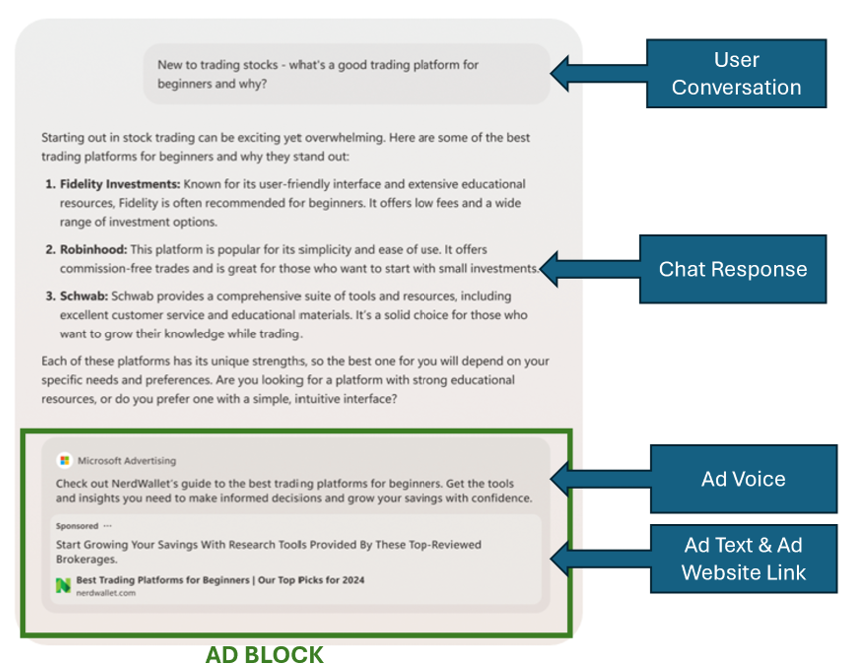 New to trading stocks - what's a good trading platform for
beginners and why?
User
Conversation
Starting out in stock trading can be exciting yet overwhelming. Here are some of the best
trading platforms for beginners and why they stand out:
1. Fidelity Investments: Known for its user-friendly interface and extensive educational
resources, Fidelity is often recommended for beginners. It offers low fees and a wide
range of investment options.
2. Robinhood: This platform is popular for its simplicity and ease of use. It offers
commission-free trades and is great for those who want to start with small investments.
Chat Response
3. Schwab: Schwab provides a comprehensive suite of tools and resources, including
excellent customer service and educational materials. It's a solid choice for those who
want to grow their knowledge while trading.
Each of these platforms has its unique strengths, so the best one for you will depend on your
specific needs and preferences. Are you looking for a platform with strong educational
resources, or do you prefer one with a simple, intuitive interface?
Microsoft Advertising
Check out NerdWallet's guide to the best trading platforms for beginners. Get the tools
and insights you need to make informed decisions and grow your savings with confidence.
Ad Voice
Sponsored ...
Start Growing Your Savings With Research Tools Provided By These Top-Reviewed
Brokerages.
Best Trading Platforms for Beginners | Our Top Picks for 2024
nerdwallet.com
Ad Text & Ad
Website Link
AD BLOCK